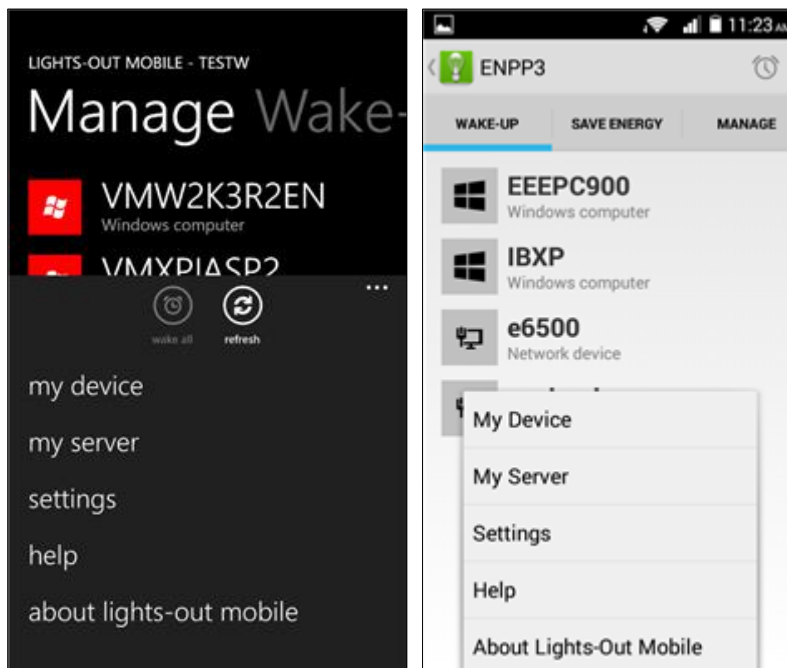 LIGHTS-OUT MOBILE - TESTW
Manage Wake-
VMW2K3R2EN
Windows computer
VMXPIASP2
wake all
refresh
my device
my server
settings
help
about lights-out mobile
11:23 AM
ENPP3
WAKE-UP
SAVE ENERGY
MANAGE
EEEPC900
Windows computer
IBXP
Windows computer
e6500
Network device
My Device
My Server
Settings
Help
About Lights-Out Mobile